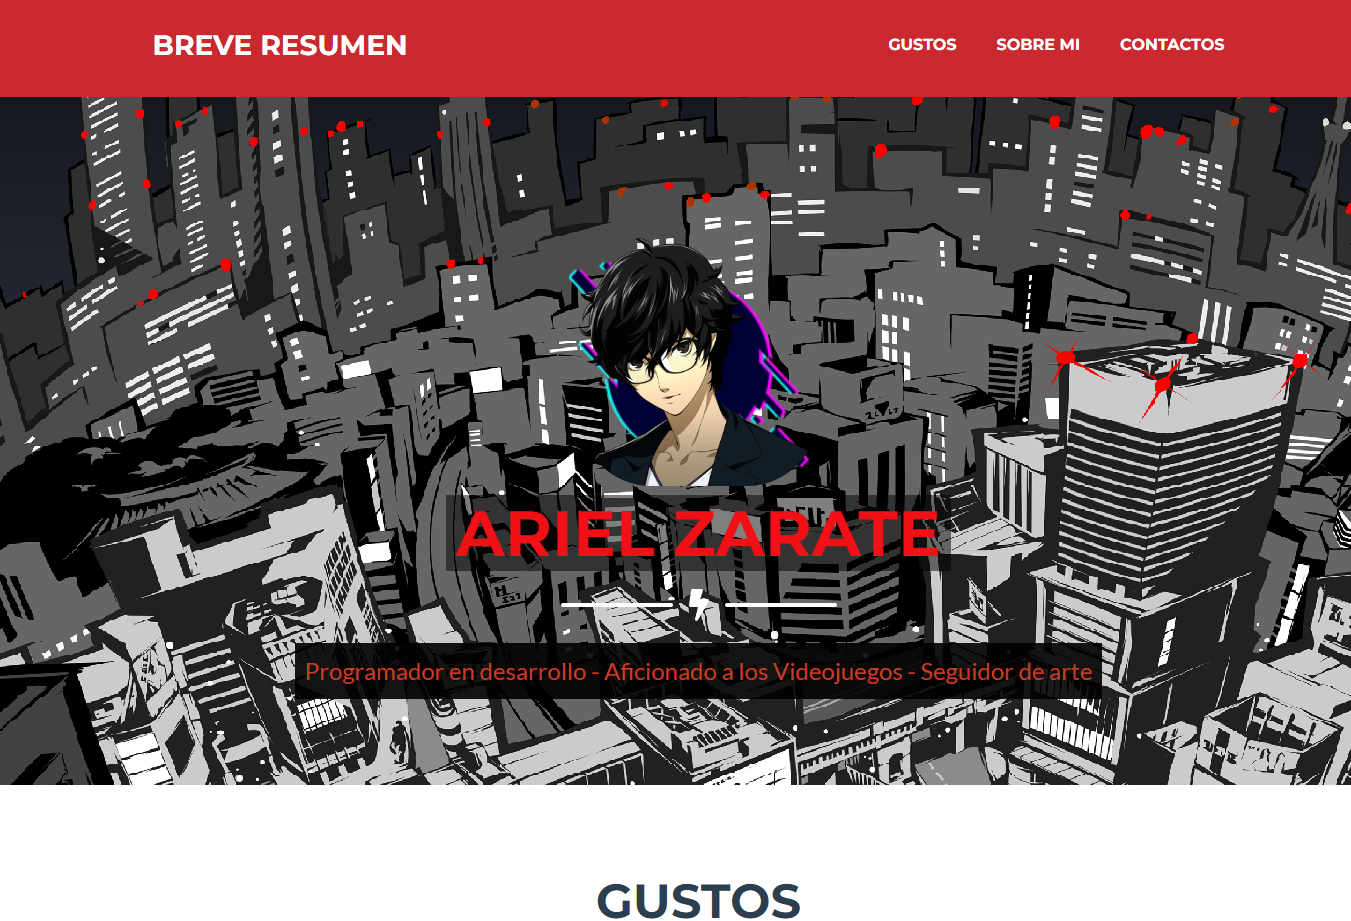 BREVE RESUMEN
GUSTOS SOBRE MI CONTACTOS
ARIEL ZARATE
Programador en desarrollo - Aficionado a los Videojuegos - Seguidor de arte
GUSTOS